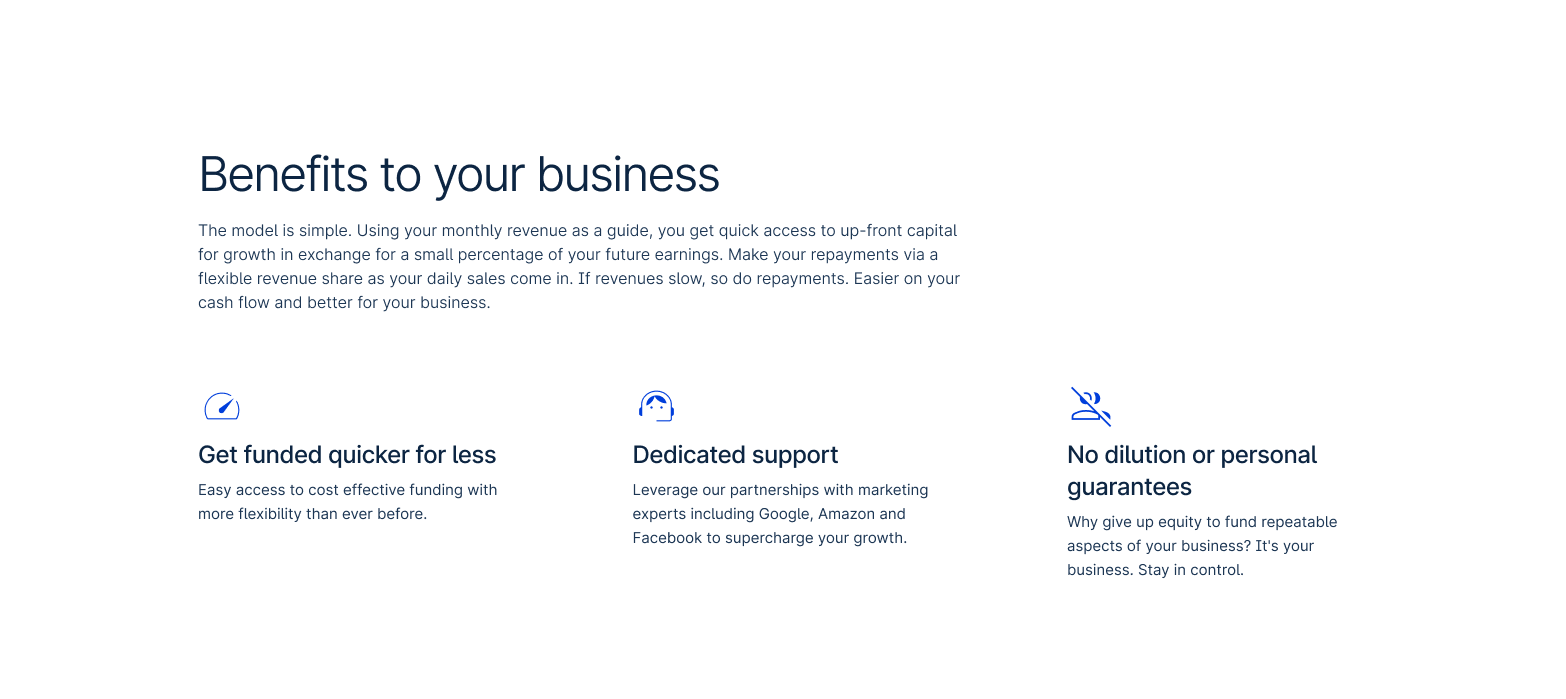 Benefits to your business
The model is simple. Using your monthly revenue as a guide, you get quick access to up-front capital
for growth in exchange for a small percentage of your future earnings. Make your repayments via a
flexible revenue share as your daily sales come in. If revenues slow, so do repayments. Easier on your
cash flow and better for your business.
Get funded quicker for less
Easy access to cost effective funding with
more flexibility than ever before.
Dedicated support
Leverage our partnerships with marketing
experts including Google, Amazon and
Facebook to supercharge your growth.
No dilution or personal
guarantees
Why give up equity to fund repeatable
aspects of your business? It's your
business. Stay in control.